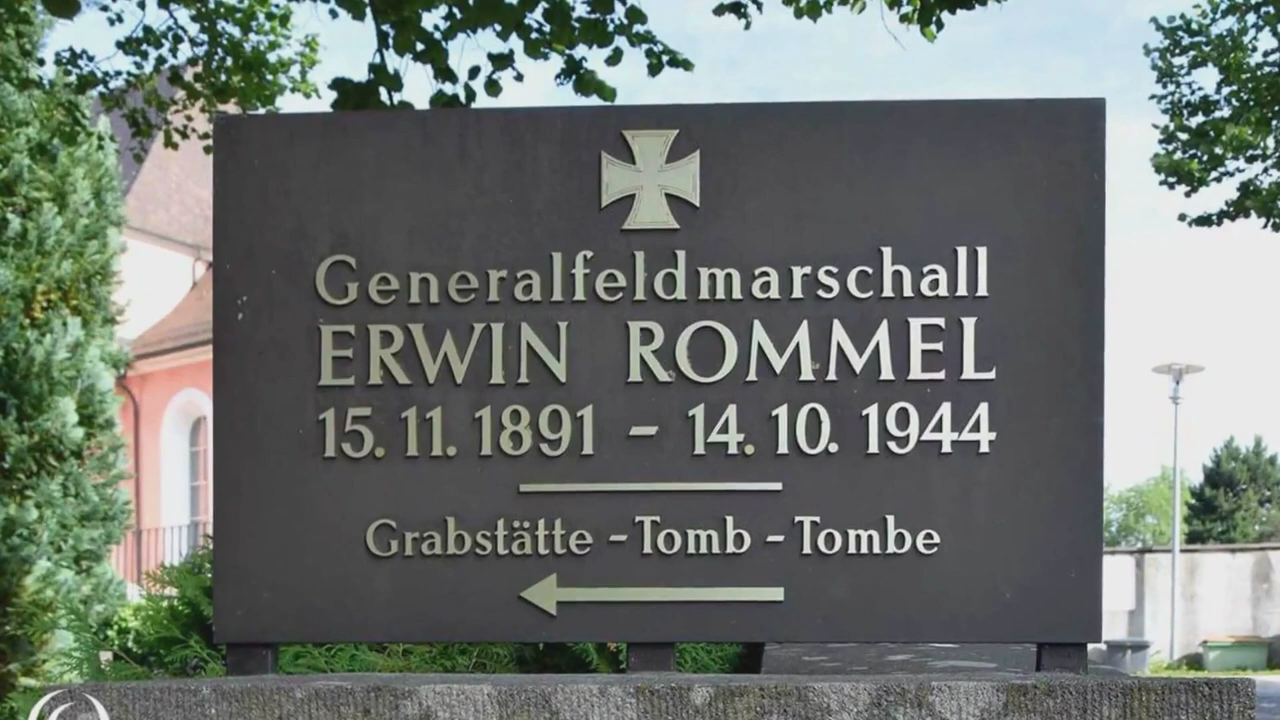 Generalfeldmarschall
ERWIN ROMMEL
15. 11. 1891 - 14. 10. 1944
Grabstätte - Tomb - Tombe